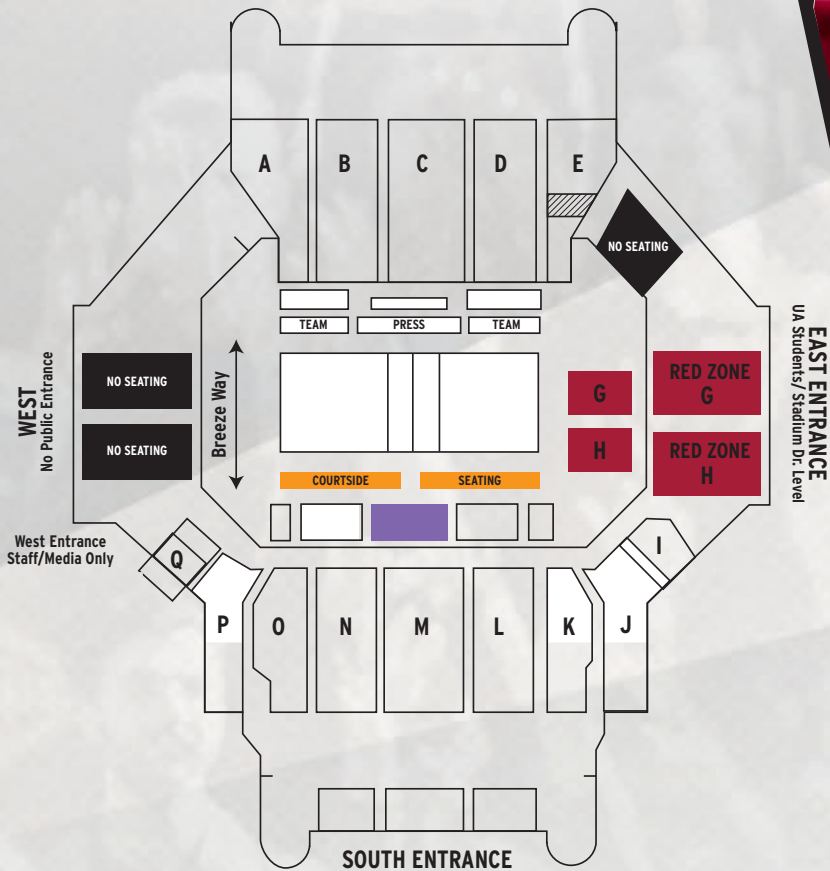 A
B
C
D
E
NO SEATING
TEAM
PRESS
TEAM
WEST
No Public Entrance
NO SEATING
NO SEATING
Breeze Way
G
H
RED ZONE
G
RED ZONE
H
EAST ENTRANCE
UA Students/ Stadium Dr. Level
COURTSIDE
SEATING
West Entrance
Staff/Media Only
Q
P
O
N
M
L
K
J
I
SOUTH ENTRANCE